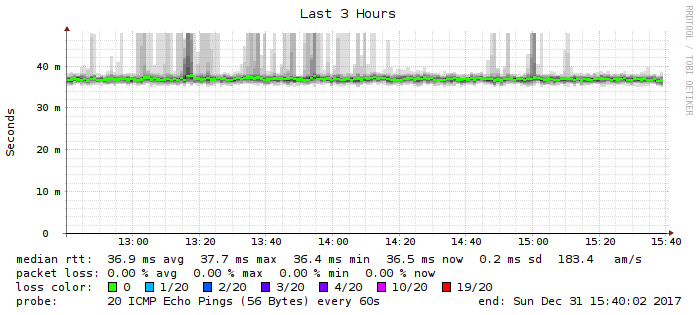 Last 3 Hours
RRDTOOL / TOBI OETIKER
Seconds
40 m
30 m
20 m
10 m
0
13:00 13:20 13:40 14:00 14:20 14:40 15:00 15:20 15:40
median rtt: 36.9 ms avg 37.7 ms max 36.4 ms min 36.5 ms now 0.2 ms sd 183.4 am/s
packet loss: 0.00 % avg 0.00 % max 0.00 % min 0.00 % now
loss color: 0 1/20 2/20 3/20 4/20 10/20 19/20
probe: 20 ICMP Echo Pings (56 Bytes) every 60s end: Sun Dec 31 15:40:02 2017